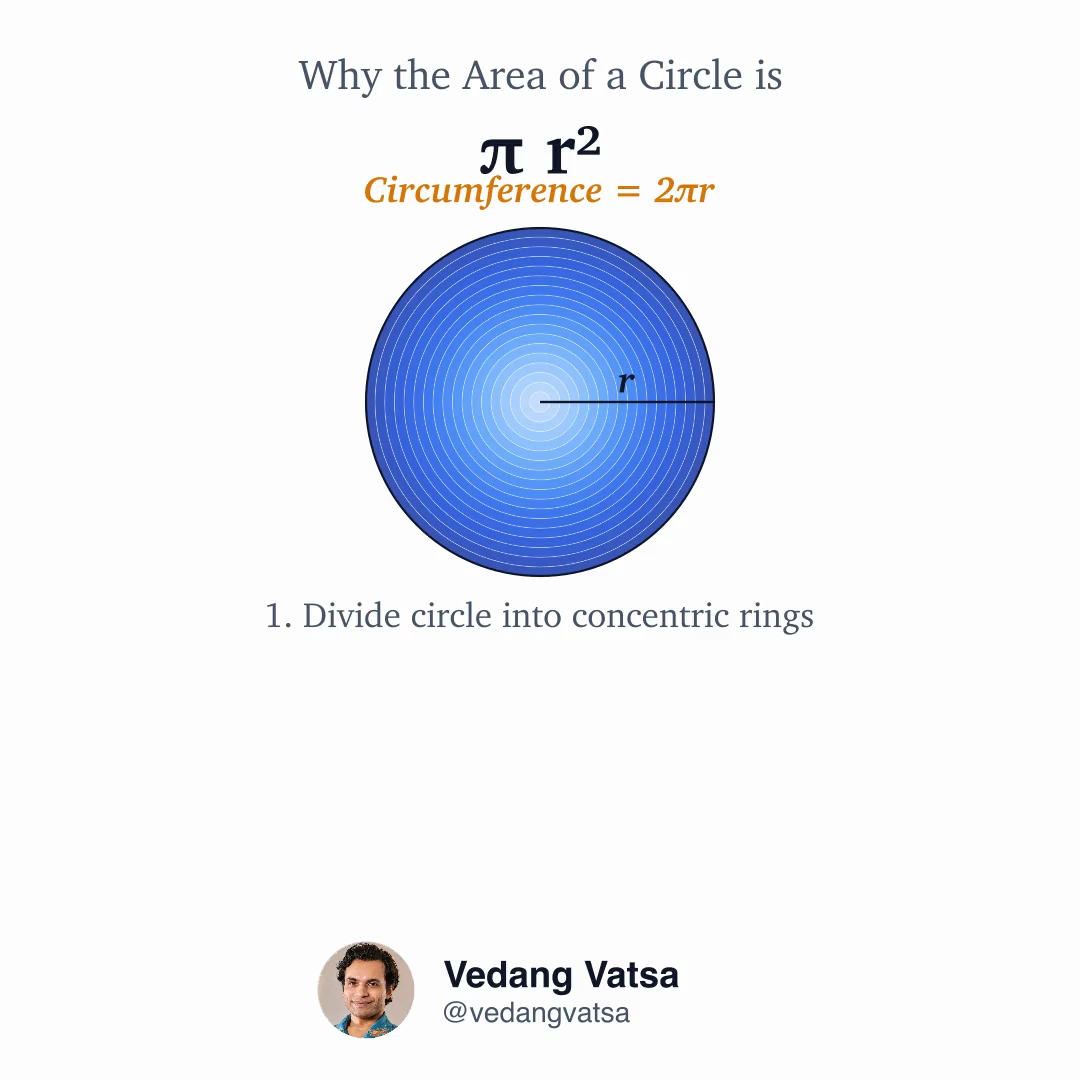 Why the Area of a Circle is
π r²
Circumference = 2πr
r
1. Divide circle into concentric rings
Vedang Vatsa
@vedangvatsa